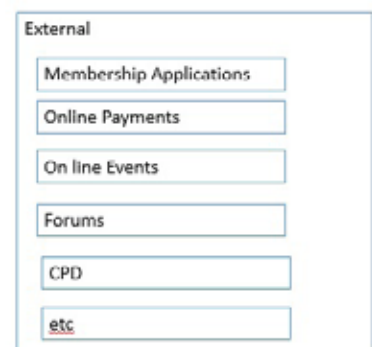 External
Membership Applications
Online Payments
On line Events
Forums
CPD
etc